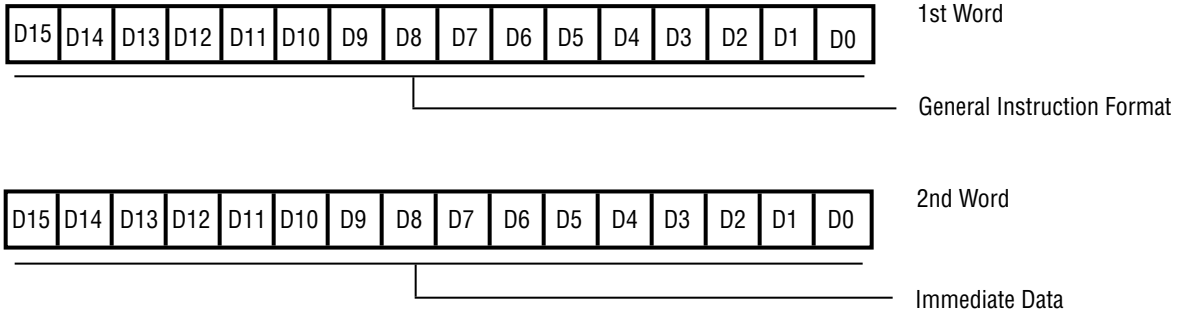 D15 D14 D13 D12 D11 D10 D9 D8 D7 D6 D5 D4 D3 D2 D1 D0
1st Word
General Instruction Format
D15 D14 D13 D12 D11 D10 D9 D8 D7 D6 D5 D4 D3 D2 D1 D0
2nd Word
Immediate Data